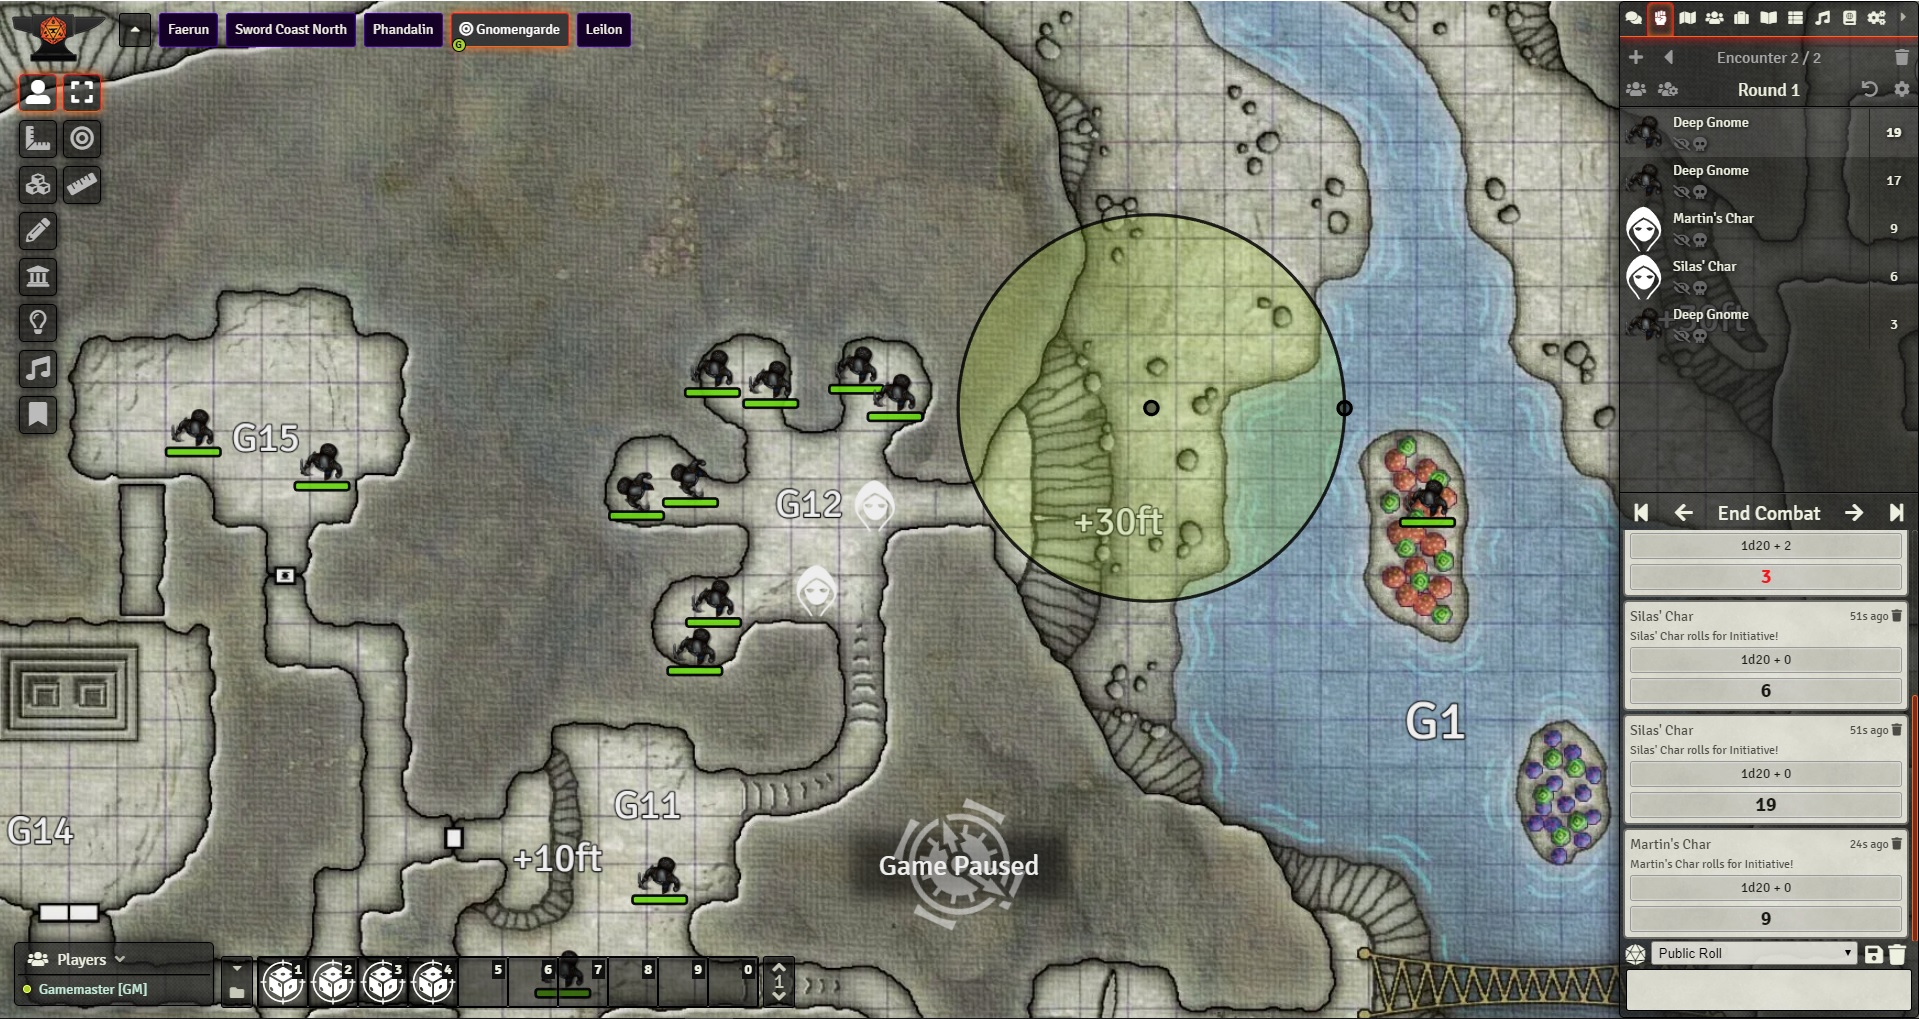 Faerun
Sword Coast North
Phandalin
Gnomengarde
Leilon
G
Encounter 2 / 2
Round 1
Deep Gnome
19
Deep Gnome
17
Martin's Char
9
Silas' Char
6
Deep Gnome
3
End Combat
1d20 + 2
3
Silas' Char
51s ago
Silas' Char rolls for Initiative!
1d20 + 0
6
Silas' Char
51s ago
Silas' Char rolls for Initiative!
1d20 + 0
19
Martin's Char
24s ago
Martin's Char rolls for Initiative!
1d20 + 0
9
Public Roll
G15
G12
+30ft
G1
G11
+10ft
G14
Game Paused
Players
Gamemaster [GM]
1 2 3 4 5 6 7 8 9 0
1